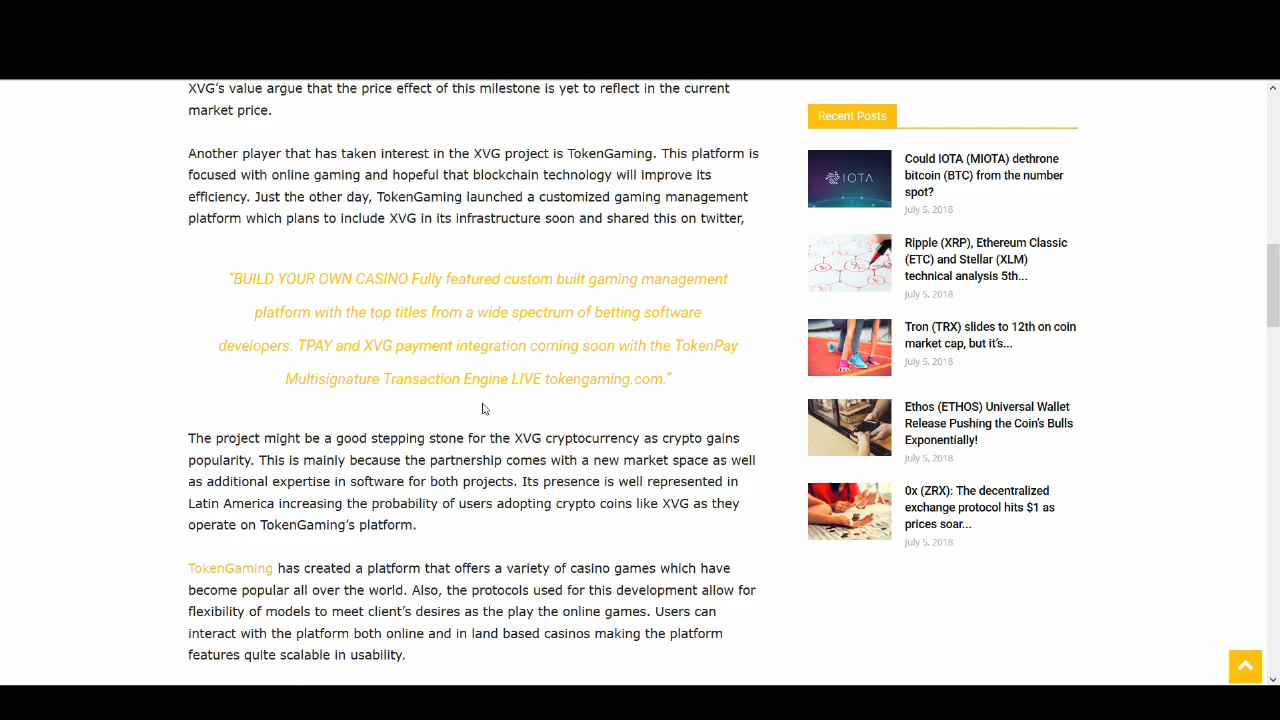 XVG's value argue that the price effect of this milestone is yet to reflect in the current
market price.
Another player that has taken interest in the XVG project is TokenGaming. This platform is
focused with online gaming and hopeful that blockchain technology will improve its
efficiency. Just the other day, TokenGaming launched a customized gaming management
platform which plans to include XVG in its infrastructure soon and shared this on twitter,
“BUILD YOUR OWN CASINO Fully featured custom built gaming management
platform with the top titles from a wide spectrum of betting software
developers. TPAY and XVG payment integration coming soon with the TokenPay
Multisignature Transaction Engine LIVE tokengaming.com.”
The project might be a good stepping stone for the XVG cryptocurrency as crypto gains
popularity. This is mainly because the partnership comes with a new market space as well
as additional expertise in software for both projects. Its presence is well represented in
Latin America increasing the probability of users adopting crypto coins like XVG as they
operate on TokenGaming's platform.
TokenGaming has created a platform that offers a variety of casino games which have
become popular all over the world. Also, the protocols used for this development allow for
flexibility of models to meet client's desires as the play the online games. Users can
interact with the platform both online and in land based casinos making the platform
features quite scalable in usability.
Recent Posts
IOTA
Could IOTA (MIOTA) dethrone
bitcoin (BTC) from the number
spot?
July 5, 2018
Ripple (XRP), Ethereum Classic
(ETC) and Stellar (XLM)
technical analysis 5th...
July 5, 2018
Tron (TRX) slides to 12th on coin
market cap, but it's...
July 5, 2018
Ethos (ETHOS) Universal Wallet
Release Pushing the Coin's Bulls
Exponentially!
July 5, 2018
0x (ZRX): The decentralized
exchange protocol hits $1 as
prices soar...
July 5, 2018